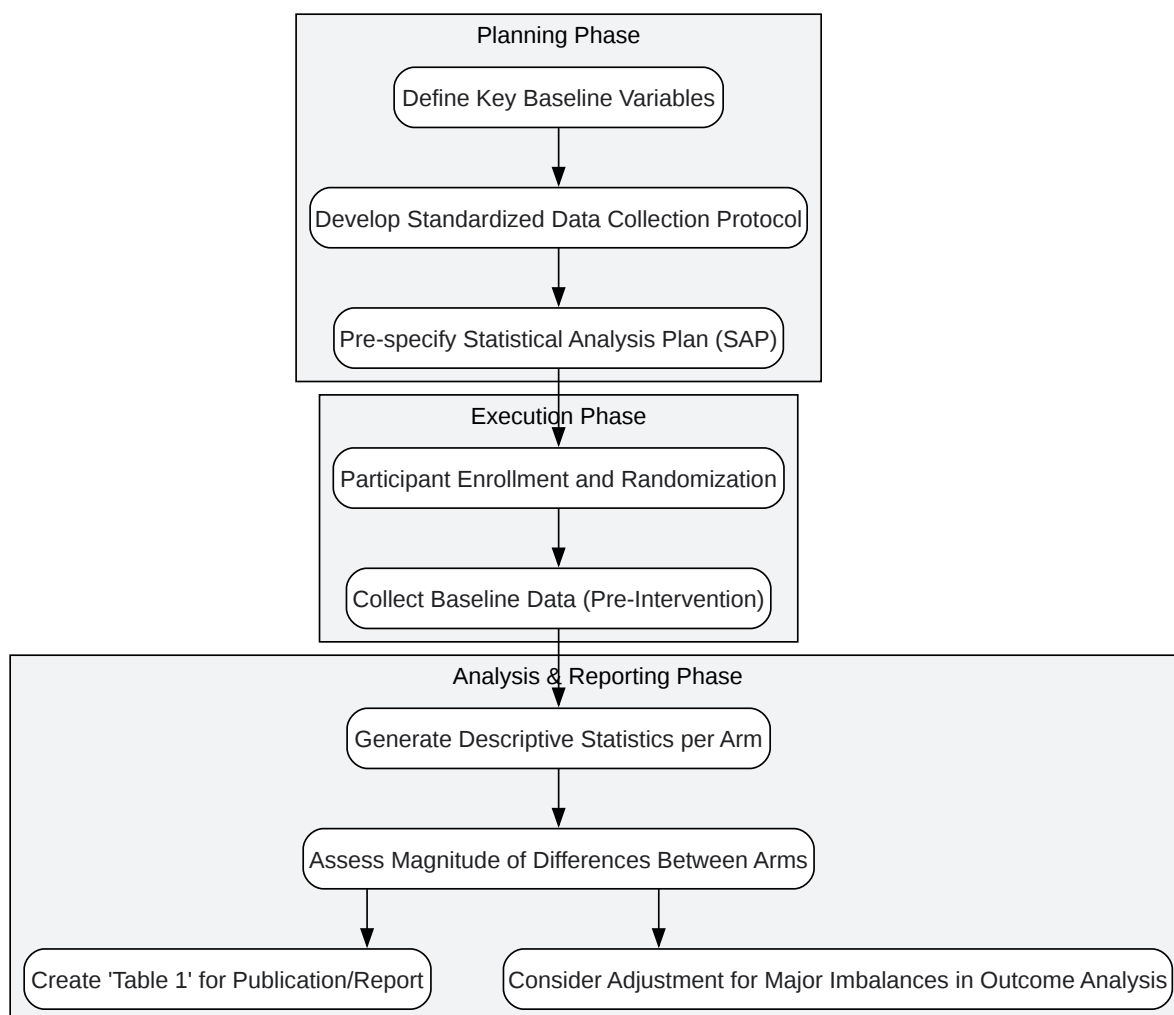 Planning Phase
Define Key Baseline Variables
Develop Standardized Data Collection Protocol
Pre-specify Statistical Analysis Plan (SAP)
Execution Phase
Participant Enrollment and Randomization
Collect Baseline Data (Pre-Intervention)
Analysis & Reporting Phase
Generate Descriptive Statistics per Arm
Assess Magnitude of Differences Between Arms
Create 'Table 1' for Publication/Report
Consider Adjustment for Major Imbalances in Outcome Analysis